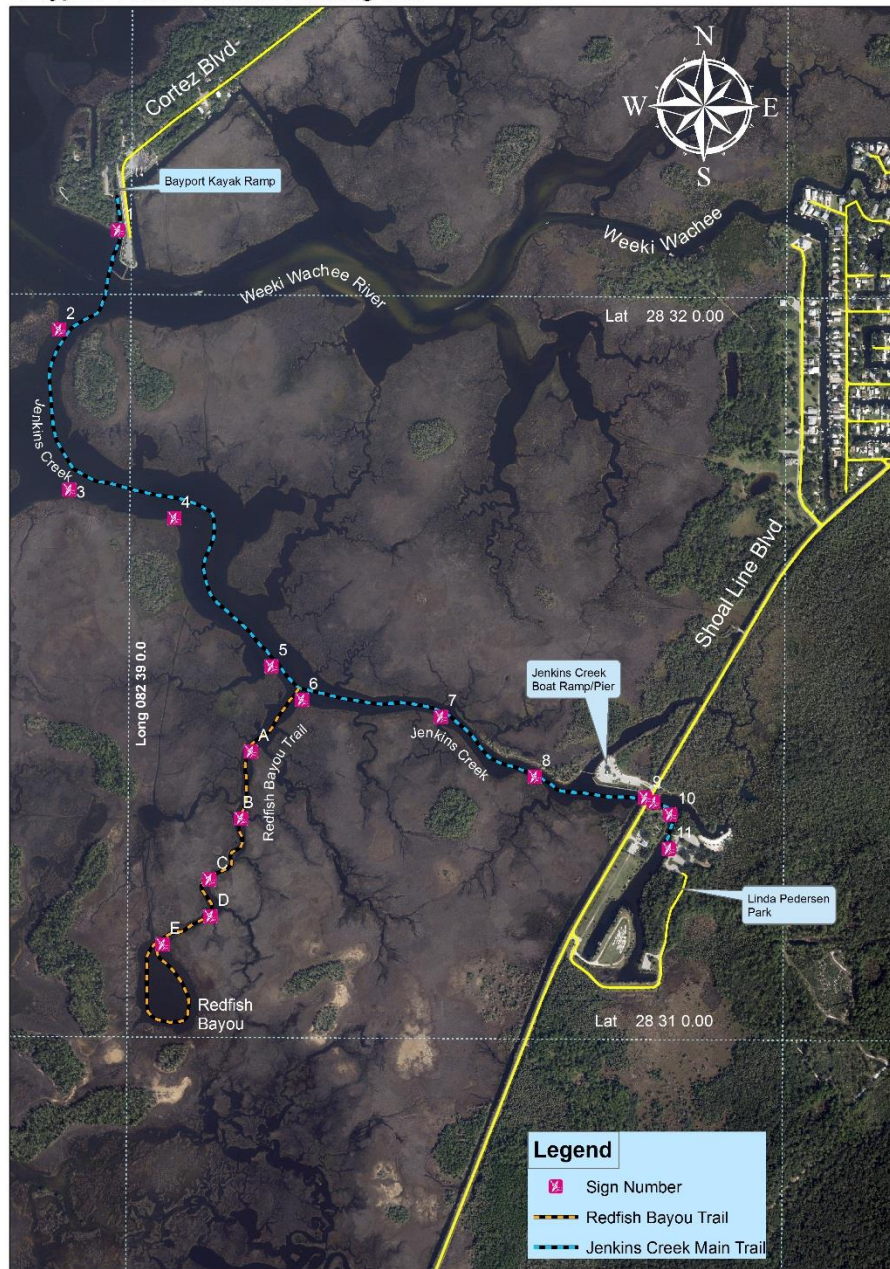 Cortez Blvd-
N
W
E
S
Bayport Kayak Ramp
1
Weeki Wachee
Weeki Wachee River
2
Lat 28 32 0.00
Jenkins Creek
3
4
Shoal Line Blvd
Long 082 39 0.0
5
6
Jenkins Creek
Boat Ramp/Pier
7
A
Redfish Bayou Trail
Jenkins Creek
8
9
10
B
11
C
Linda Pedersen
Park
D
E
Redfish
Bayou
Lat 28 31 0.00
Legend
Sign Number
Redfish Bayou Trail
Jenkins Creek Main Trail